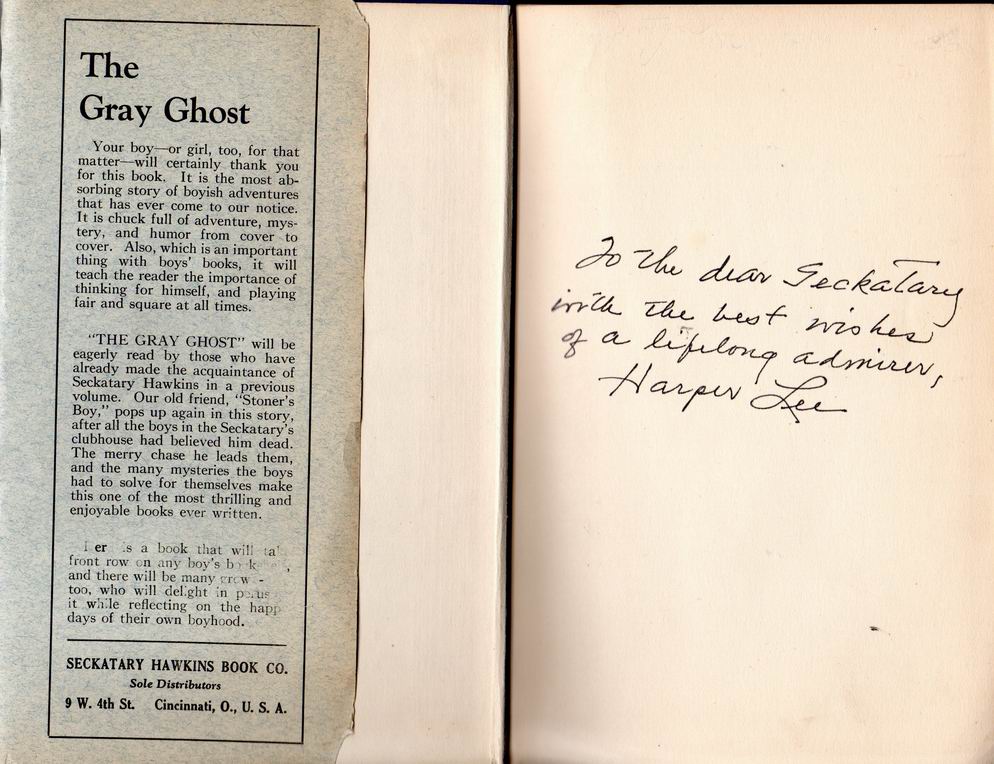 The
Gray Ghost
Your boy—or girl, too, for that
matter—will certainly thank you
for this book. It is the most ab-
sorbing story of boyish adventures
that has ever come to our notice.
It is chuck full of adventure, mys-
tery, and humor from cover to
cover. Also, which is an important
thing with boys' books, it will
teach the reader the importance of
thinking for himself, and playing
fair and square at all times.
"THE GRAY GHOST" will be
eagerly read by those who have
already made the acquaintance of
Seckatary Hawkins in a previous
volume. Our old friend, "Stoner's
Boy," pops up again in this story,
after all the boys in the Seckatary's
clubhouse had believed him dead.
The merry chase he leads them,
and the many mysteries the boys
had to solve for themselves make
this one of the most thrilling and
enjoyable books ever written.
is a book that will
front row on any boy's
and there will be many
too, who will delight in
it while reflecting on the happ
days of their own boyhood.
SECKATARY HAWKINS BOOK CO.
Sole Distributors
9 W. 4th St. Cincinnati, O., U. S. A.
To the dear Seckatary
with the best wishes
of a lifelong admirer,
Harper Lee